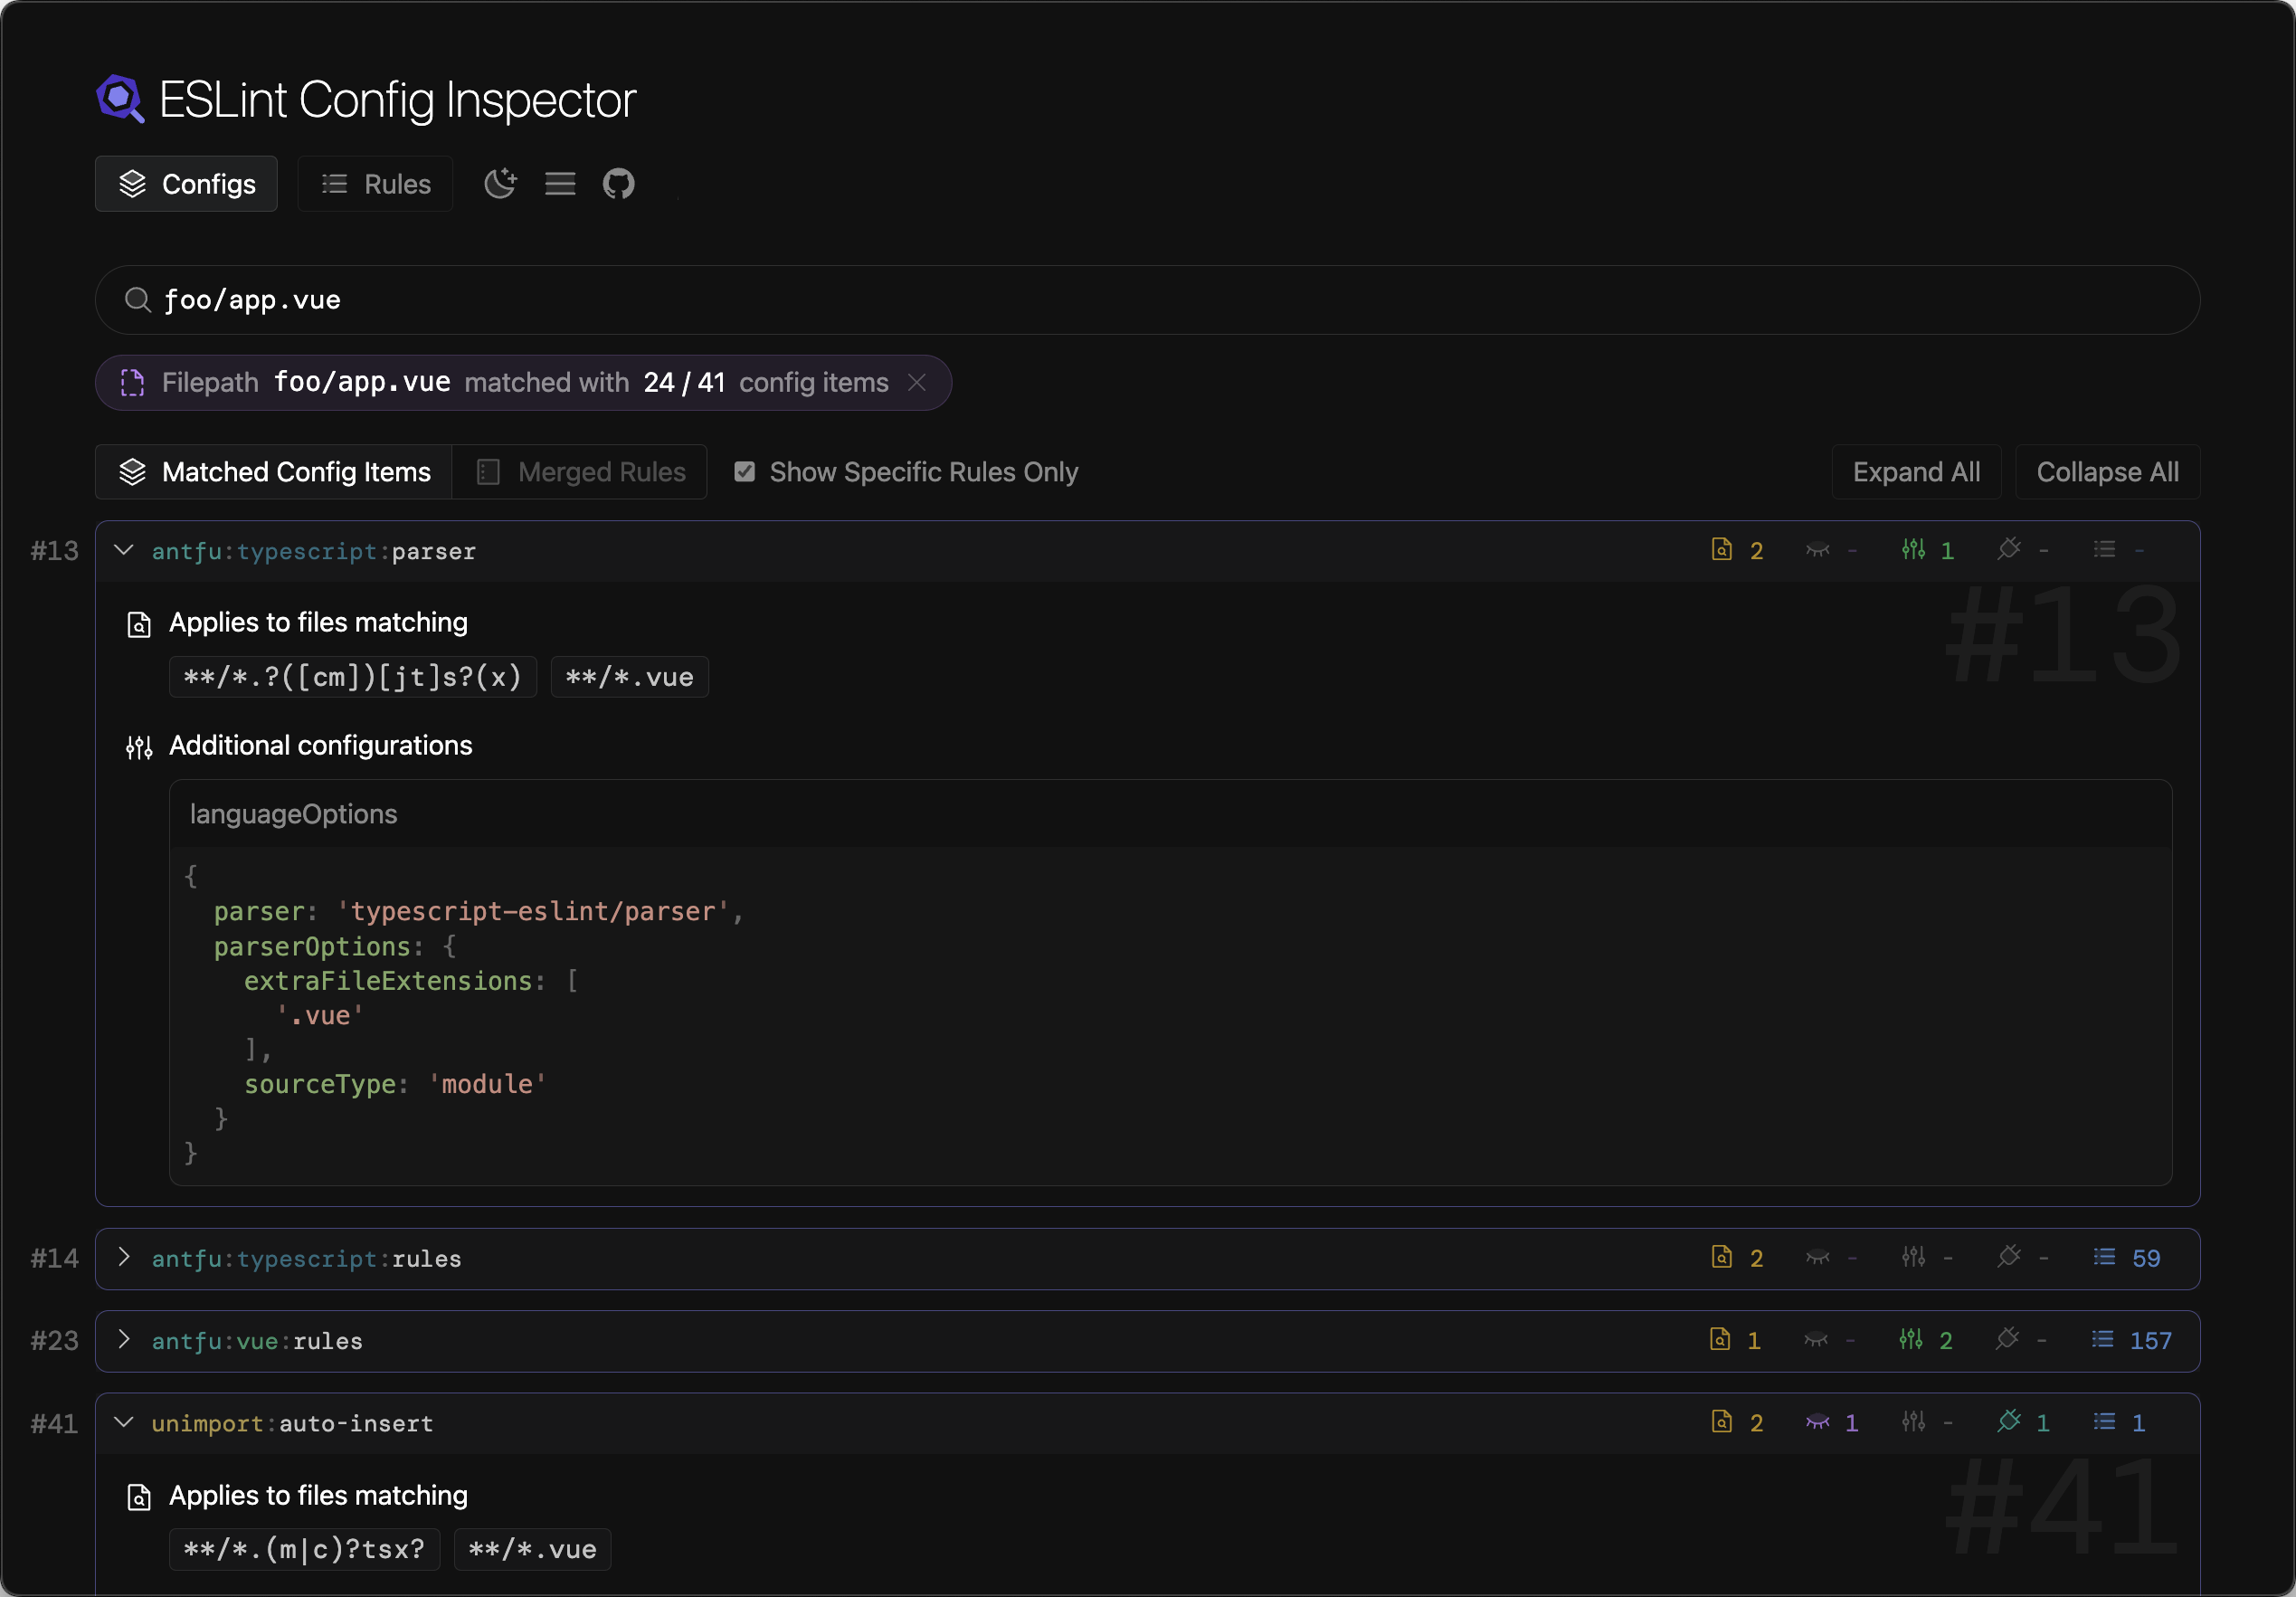 ESLint Config Inspector
Configs Rules
foo/app.vue
Filepath foo/app.vue matched with 24 / 41 config items
Matched Config Items Merged Rules Show Specific Rules Only Expand All Collapse All
#13 antfu:typescript:parser 2 - 1 - -
#13
Applies to files matching
**/*.?([cm])[jt]s?(x) **/*.vue
Additional configurations
languageOptions
{
  parser: 'typescript-eslint/parser',
  parserOptions: {
    extraFileExtensions: [
      '.vue'
    ],
    sourceType: 'module'
  }
}
#14 antfu:typescript:rules 2 - - - 59
#23 antfu:vue:rules 1 - 2 - 157
#41 unimport:auto-insert 2 1 - 1 1
#41
Applies to files matching
**/*.(m|c)?tsx? **/*.vue